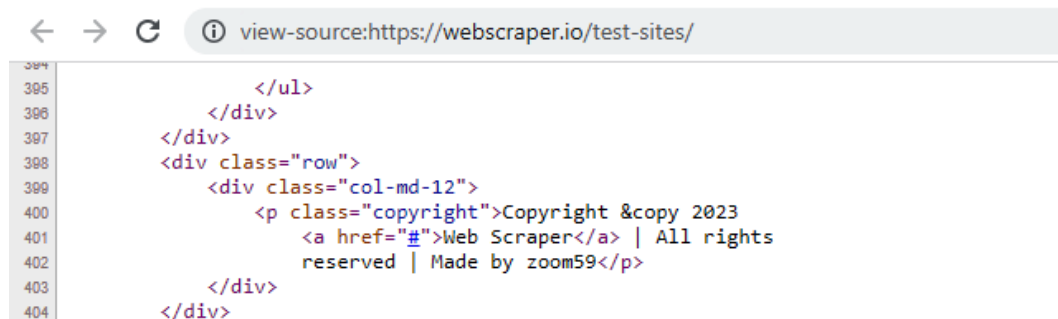 view-source:https://webscraper.io/test-sites/
394
395 </ul>
396 </div>
397 </div>
398 <div class="row">
399 <div class="col-md-12">
400 <p class="copyright">Copyright &copy 2023
401 <a href="#">Web Scraper</a> | All rights
402 reserved | Made by zoom59</p>
403 </div>
404 </div>